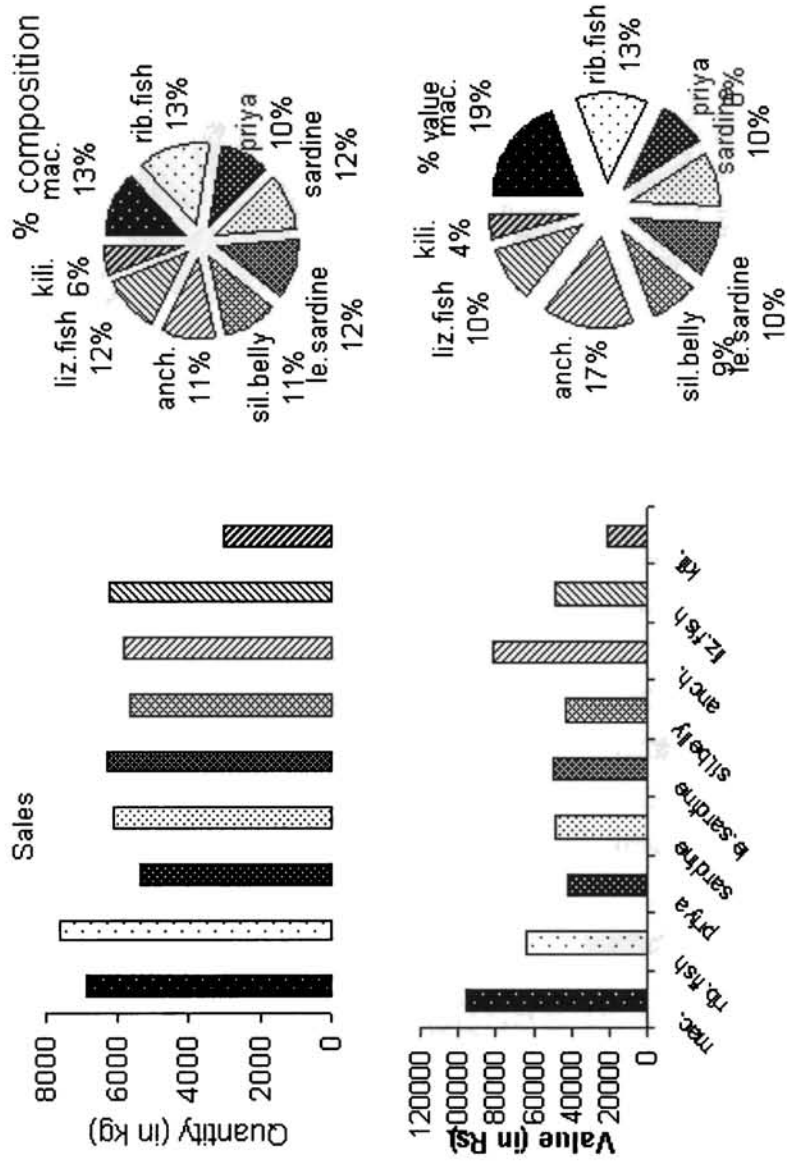 Sales
Quantity (in kg)
8000
6000
4000
2000
0
% composition
mac.
13%
rib.fish
13%
priya
10%
sardine
12%
le.sardine
12%
sil.belly
11%
anch.
11%
liz.fish
12%
kili.
6%
Value (in Rs)
120000
100000
80000
60000
40000
20000
0
mac.
rib.fish
priya
sardine
le.sardine
sil.belly
anch.
liz.fish
kili.
% value
mac.
19%
rib.fish
13%
priya
sardine
10%
le.sardine
10%
sil.belly
9%
anch.
17%
liz.fish
10%
kili.
4%